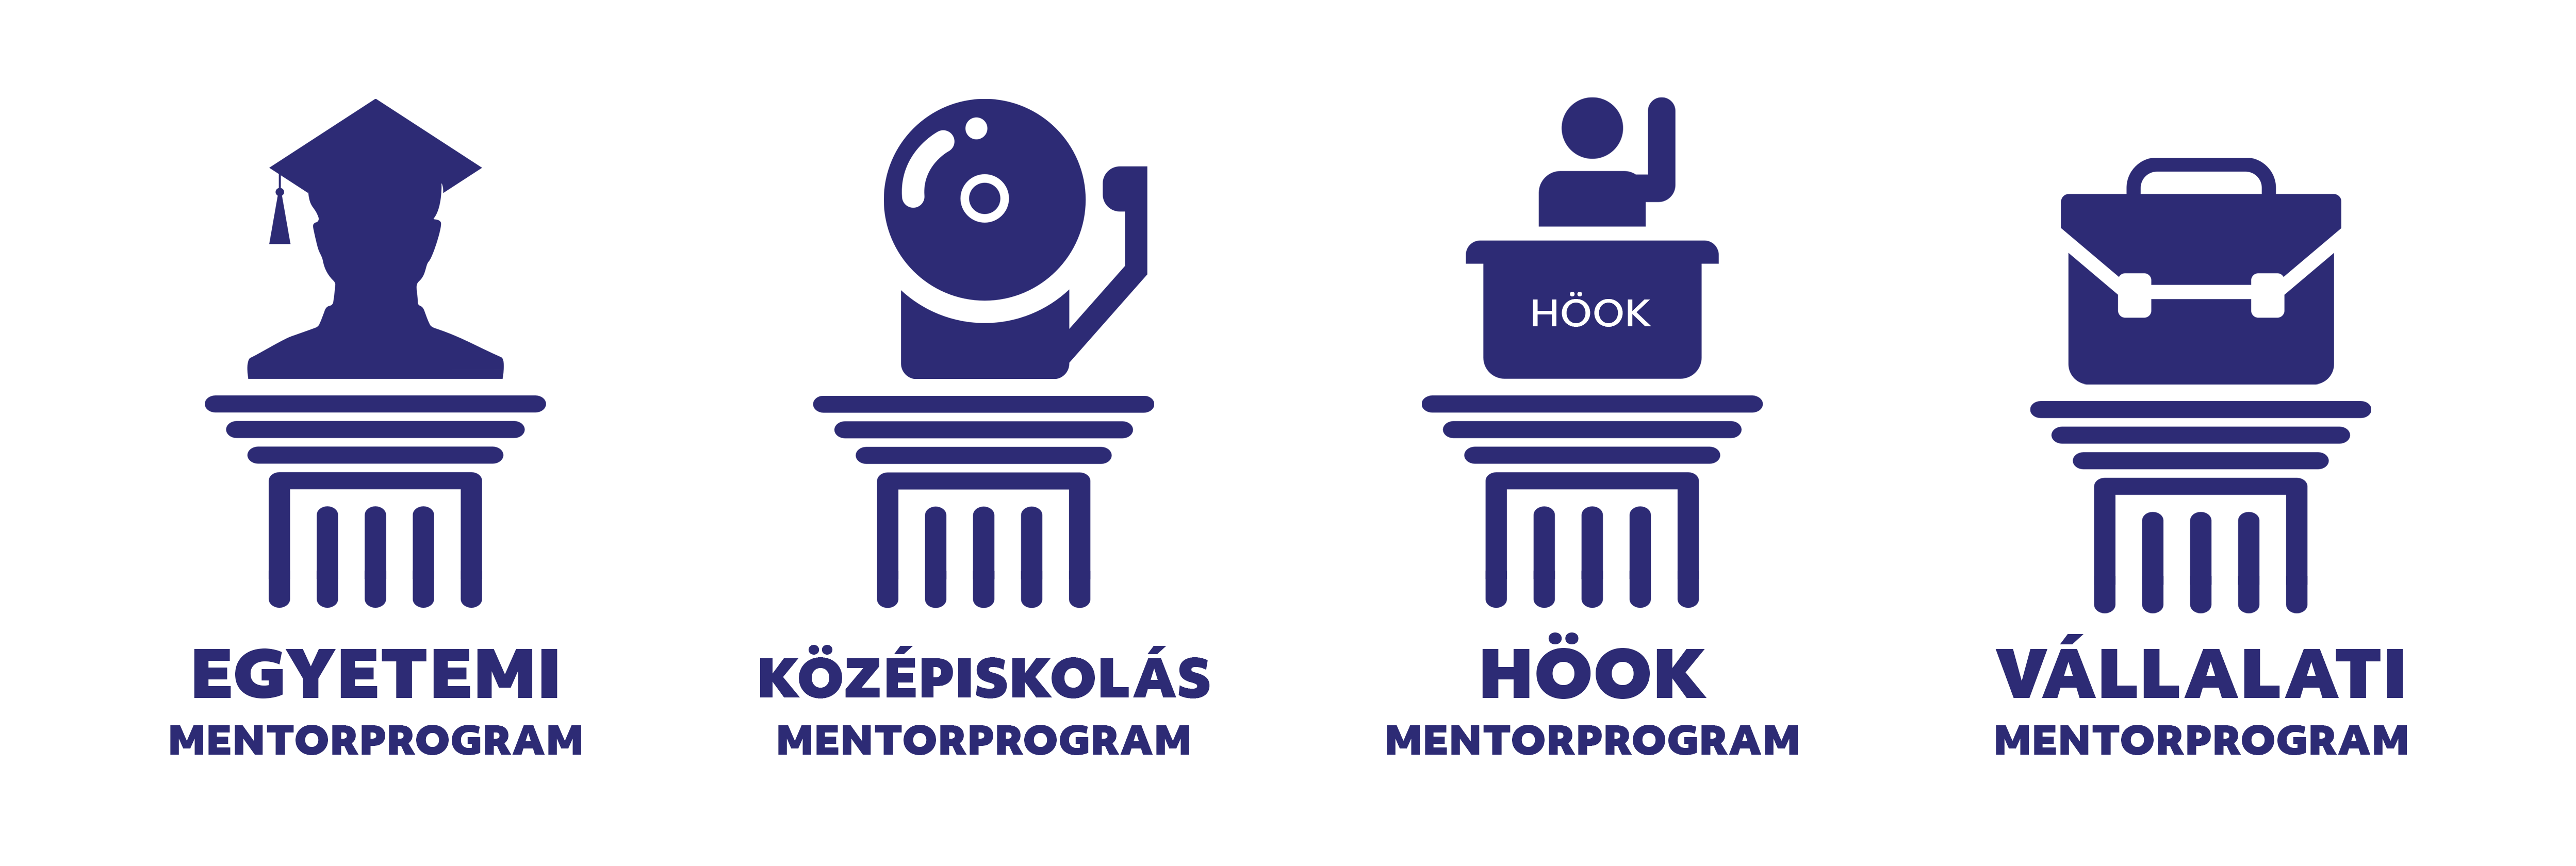 HÖOK
EGYETEMI
MENTORPROGRAM
KÖZÉPISKOLÁS
MENTORPROGRAM
HÖOK
MENTORPROGRAM
VÁLLALATI
MENTORPROGRAM